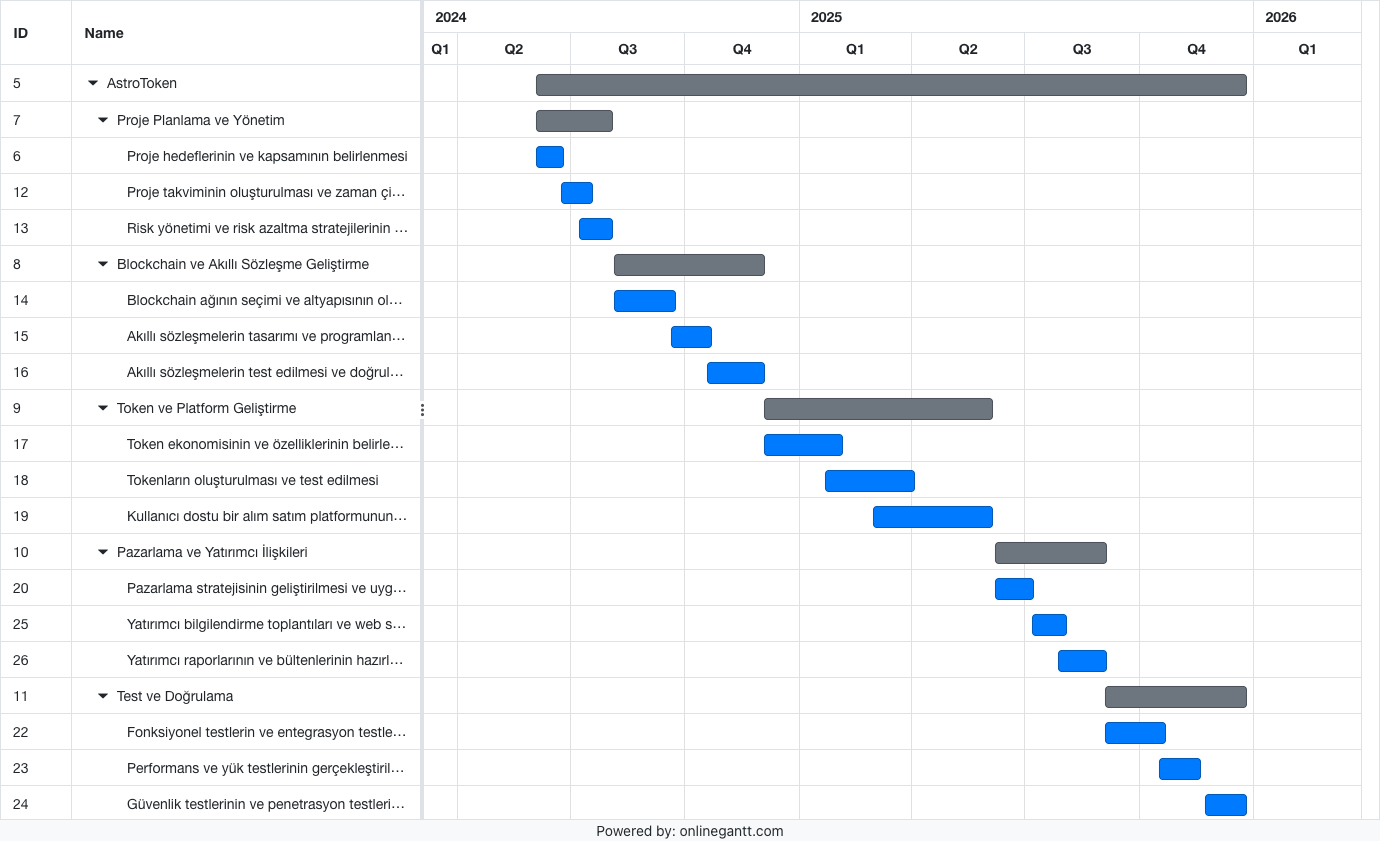 ID Name 2024 2025 2026
Q1 Q2 Q3 Q4 Q1 Q2 Q3 Q4 Q1
5 AstroToken
7 Proje Planlama ve Yönetim
6 Proje hedeflerinin ve kapsamının belirlenmesi
12 Proje takviminin oluşturulması ve zaman çi...
13 Risk yönetimi ve risk azaltma stratejilerinin ...
8 Blockchain ve Akıllı Sözleşme Geliştirme
14 Blockchain ağının seçimi ve altyapısının ol...
15 Akıllı sözleşmelerin tasarımı ve programlan...
16 Akıllı sözleşmelerin test edilmesi ve doğrul...
9 Token ve Platform Geliştirme
17 Token ekonomisinin ve özelliklerinin belirle...
18 Tokenların oluşturulması ve test edilmesi
19 Kullanıcı dostu bir alım satım platformunun...
10 Pazarlama ve Yatırımcı İlişkileri
20 Pazarlama stratejisinin geliştirilmesi ve uyg...
25 Yatırımcı bilgilendirme toplantıları ve web s...
26 Yatırımcı raporlarının ve bültenlerinin hazırl...
11 Test ve Doğrulama
22 Fonksiyonel testlerin ve entegrasyon testle...
23 Performans ve yük testlerinin gerçekleştiril...
24 Güvenlik testlerinin ve penetrasyon testleri...
Powered by: onlinegantt.com